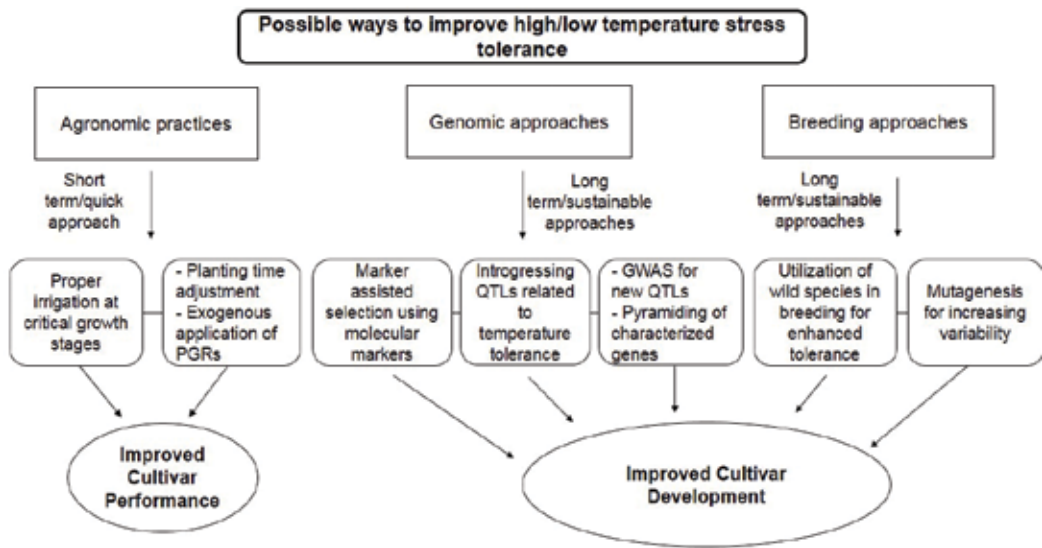 Possible ways to improve high/low temperature stress
tolerance
Agronomic practices
Genomic approaches
Breeding approaches
Short
term/quick
approach
Long
term/sustainable
approaches
Long
term/sustainable
approaches
Proper
irrigation at
critical growth
stages
- Planting time
adjustment
- Exogenous
application of
PGRs
Marker
assisted
selection using
molecular
markers
Introgressing
QTLs related
to
temperature
tolerance
- GWAS for
new QTLs
- Pyramiding of
characterized
genes
Utilization of
wild species in
breeding for
enhanced
tolerance
Mutagenesis
for increasing
variability
Improved
Cultivar
Performance
Improved Cultivar
Development